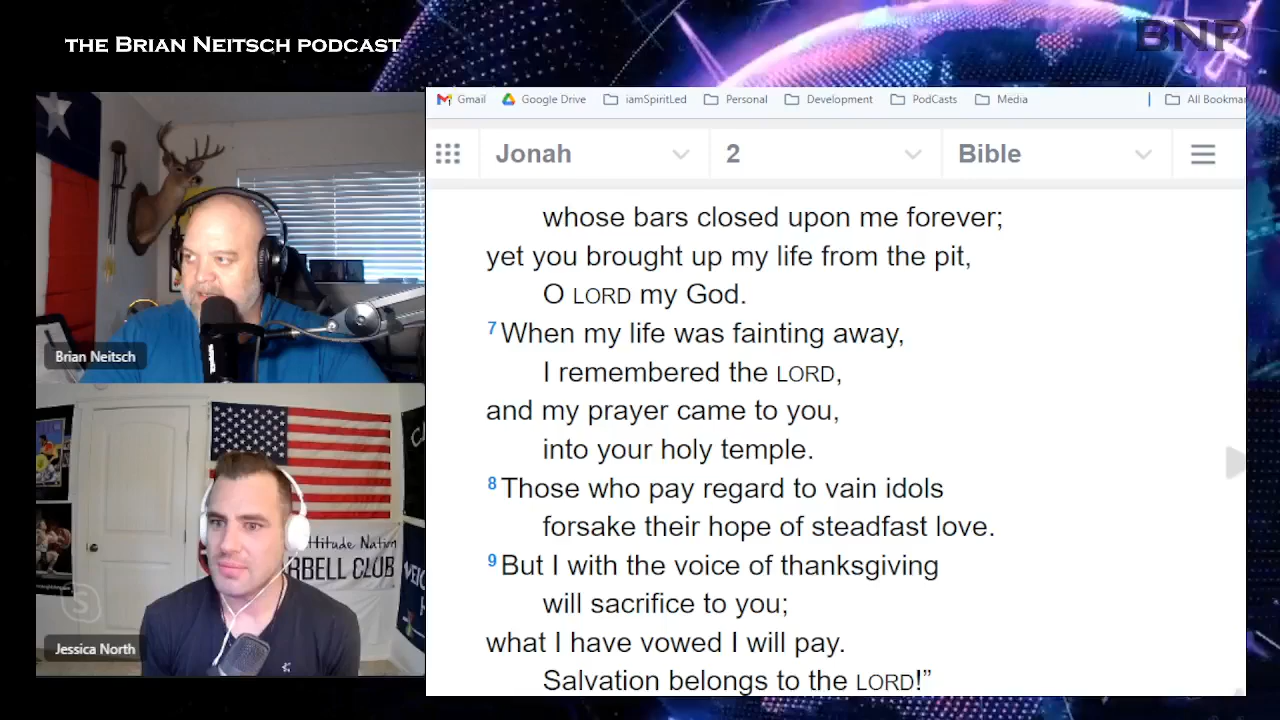 THE BRIAN NEITSCH PODCAST
BNP
Gmail Google Drive iamSpiritLed Personal Development PodCasts Media All Bookmar
Jonah 2 Bible
whose bars closed upon me forever;
yet you brought up my life from the pit,
O LORD my God.
7 When my life was fainting away,
I remembered the LORD,
and my prayer came to you,
into your holy temple.
8 Those who pay regard to vain idols
forsake their hope of steadfast love.
9 But I with the voice of thanksgiving
will sacrifice to you;
what I have vowed I will pay.
Salvation belongs to the LORD!”
Brian Neitsch
ttitude Nation
RBELL CLUB
S
Jessica North